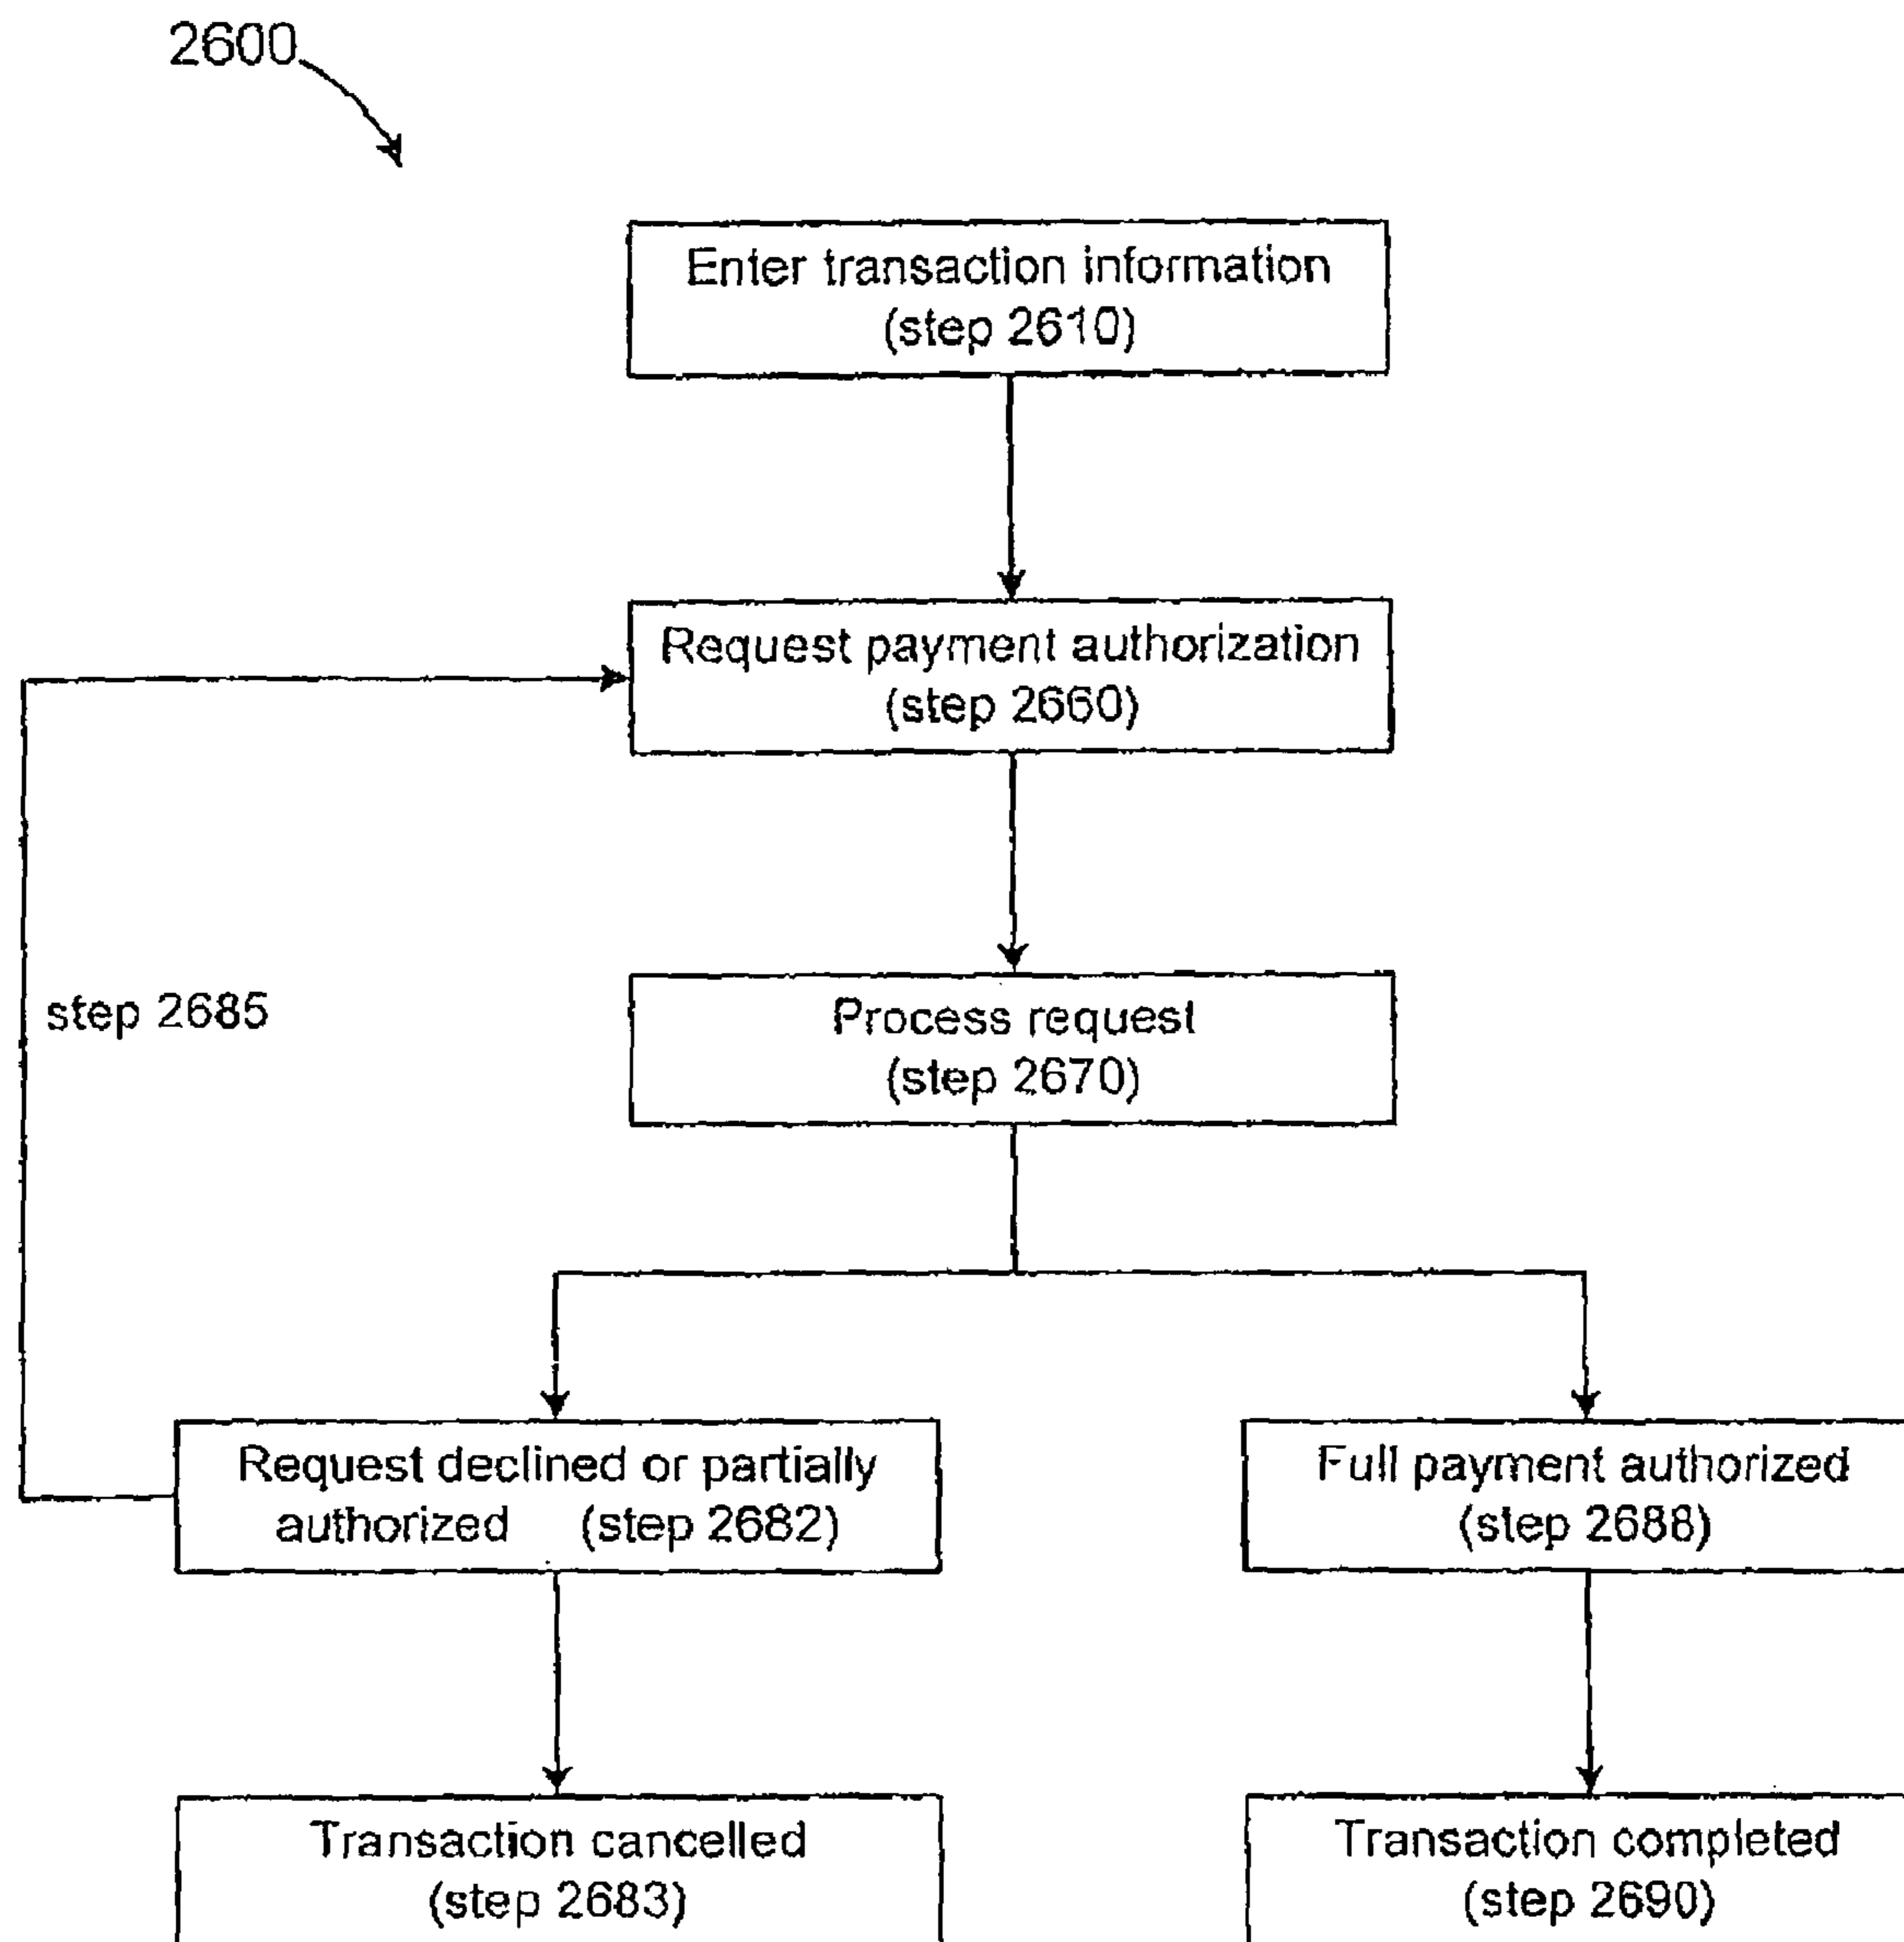 2600
Enter transaction information
(step 2610)
Request payment authorization
(step 2660)
step 2685
Process request
(step 2670)
Request declined or partially
authorized (step 2682)
Full payment authorized
(step 2688)
Transaction cancelled
(step 2683)
Transaction completed
(step 2690)